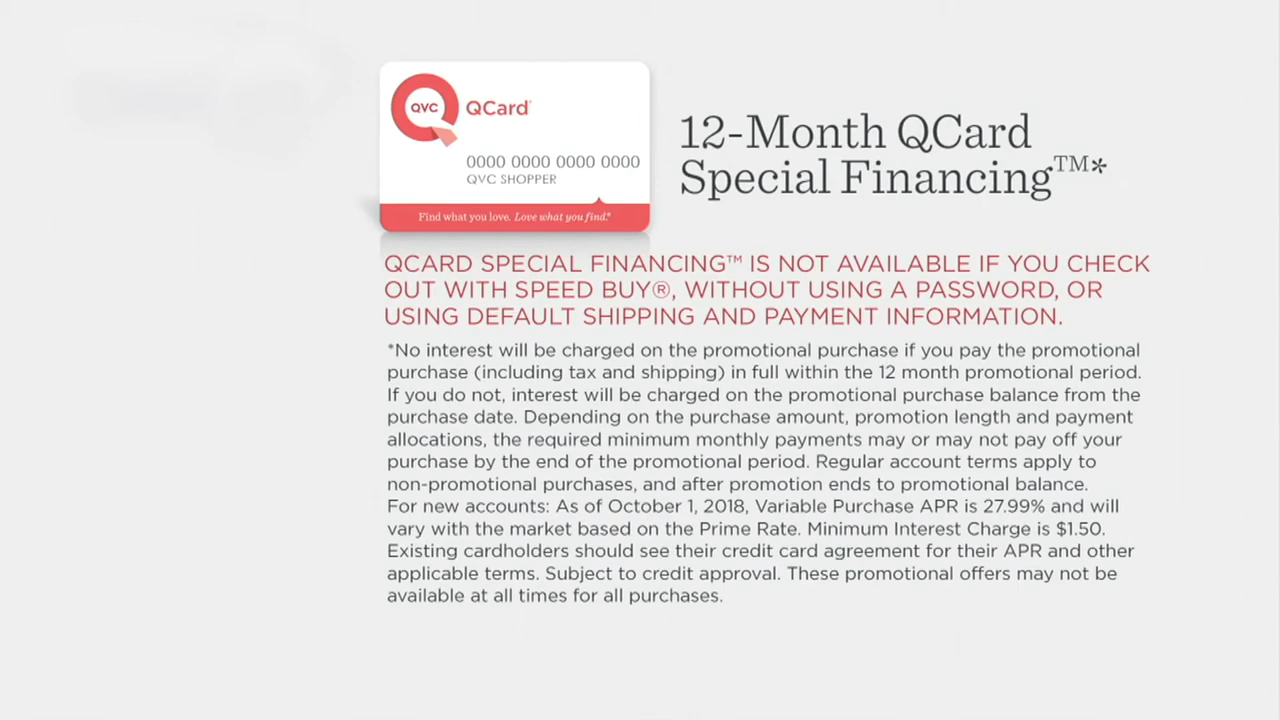 QVC
QCard®
0000 0000 0000 0000
QVC SHOPPER
Find what you love. Love what you find.®
12-Month QCard
Special Financing™*
QCARD SPECIAL FINANCING™ IS NOT AVAILABLE IF YOU CHECK
OUT WITH SPEED BUY®, WITHOUT USING A PASSWORD, OR
USING DEFAULT SHIPPING AND PAYMENT INFORMATION.
*No interest will be charged on the promotional purchase if you pay the promotional
purchase (including tax and shipping) in full within the 12 month promotional period.
If you do not, interest will be charged on the promotional purchase balance from the
purchase date. Depending on the purchase amount, promotion length and payment
allocations, the required minimum monthly payments may or may not pay off your
purchase by the end of the promotional period. Regular account terms apply to
non-promotional purchases, and after promotion ends to promotional balance.
For new accounts: As of October 1, 2018, Variable Purchase APR is 27.99% and will
vary with the market based on the Prime Rate. Minimum Interest Charge is $1.50.
Existing cardholders should see their credit card agreement for their APR and other
applicable terms. Subject to credit approval. These promotional offers may not be
available at all times for all purchases.